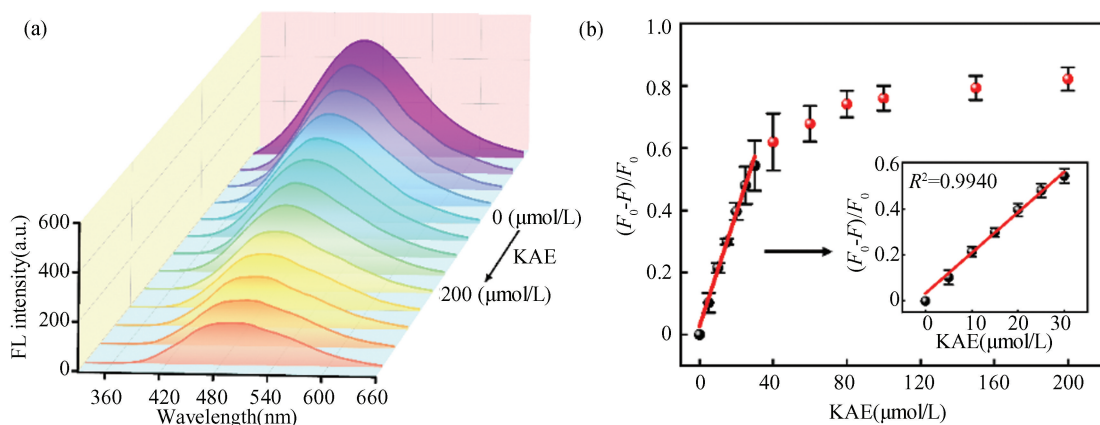 (a)
FL intensity(a.u.)
600
400
200
0
360 420 480 540 600 660
Wavelength(nm)
0 (μmol/L)
KAE
200 (μmol/L)
(b)
(F₀-F)/F₀
1.0
0.8
0.6
0.4
0.2
0
0 40 80 120 160 200
KAE(μmol/L)
R²=0.9940
(F₀-F)/F₀
0.6
0.4
0.2
0
0 10 20 30
KAE(μmol/L)